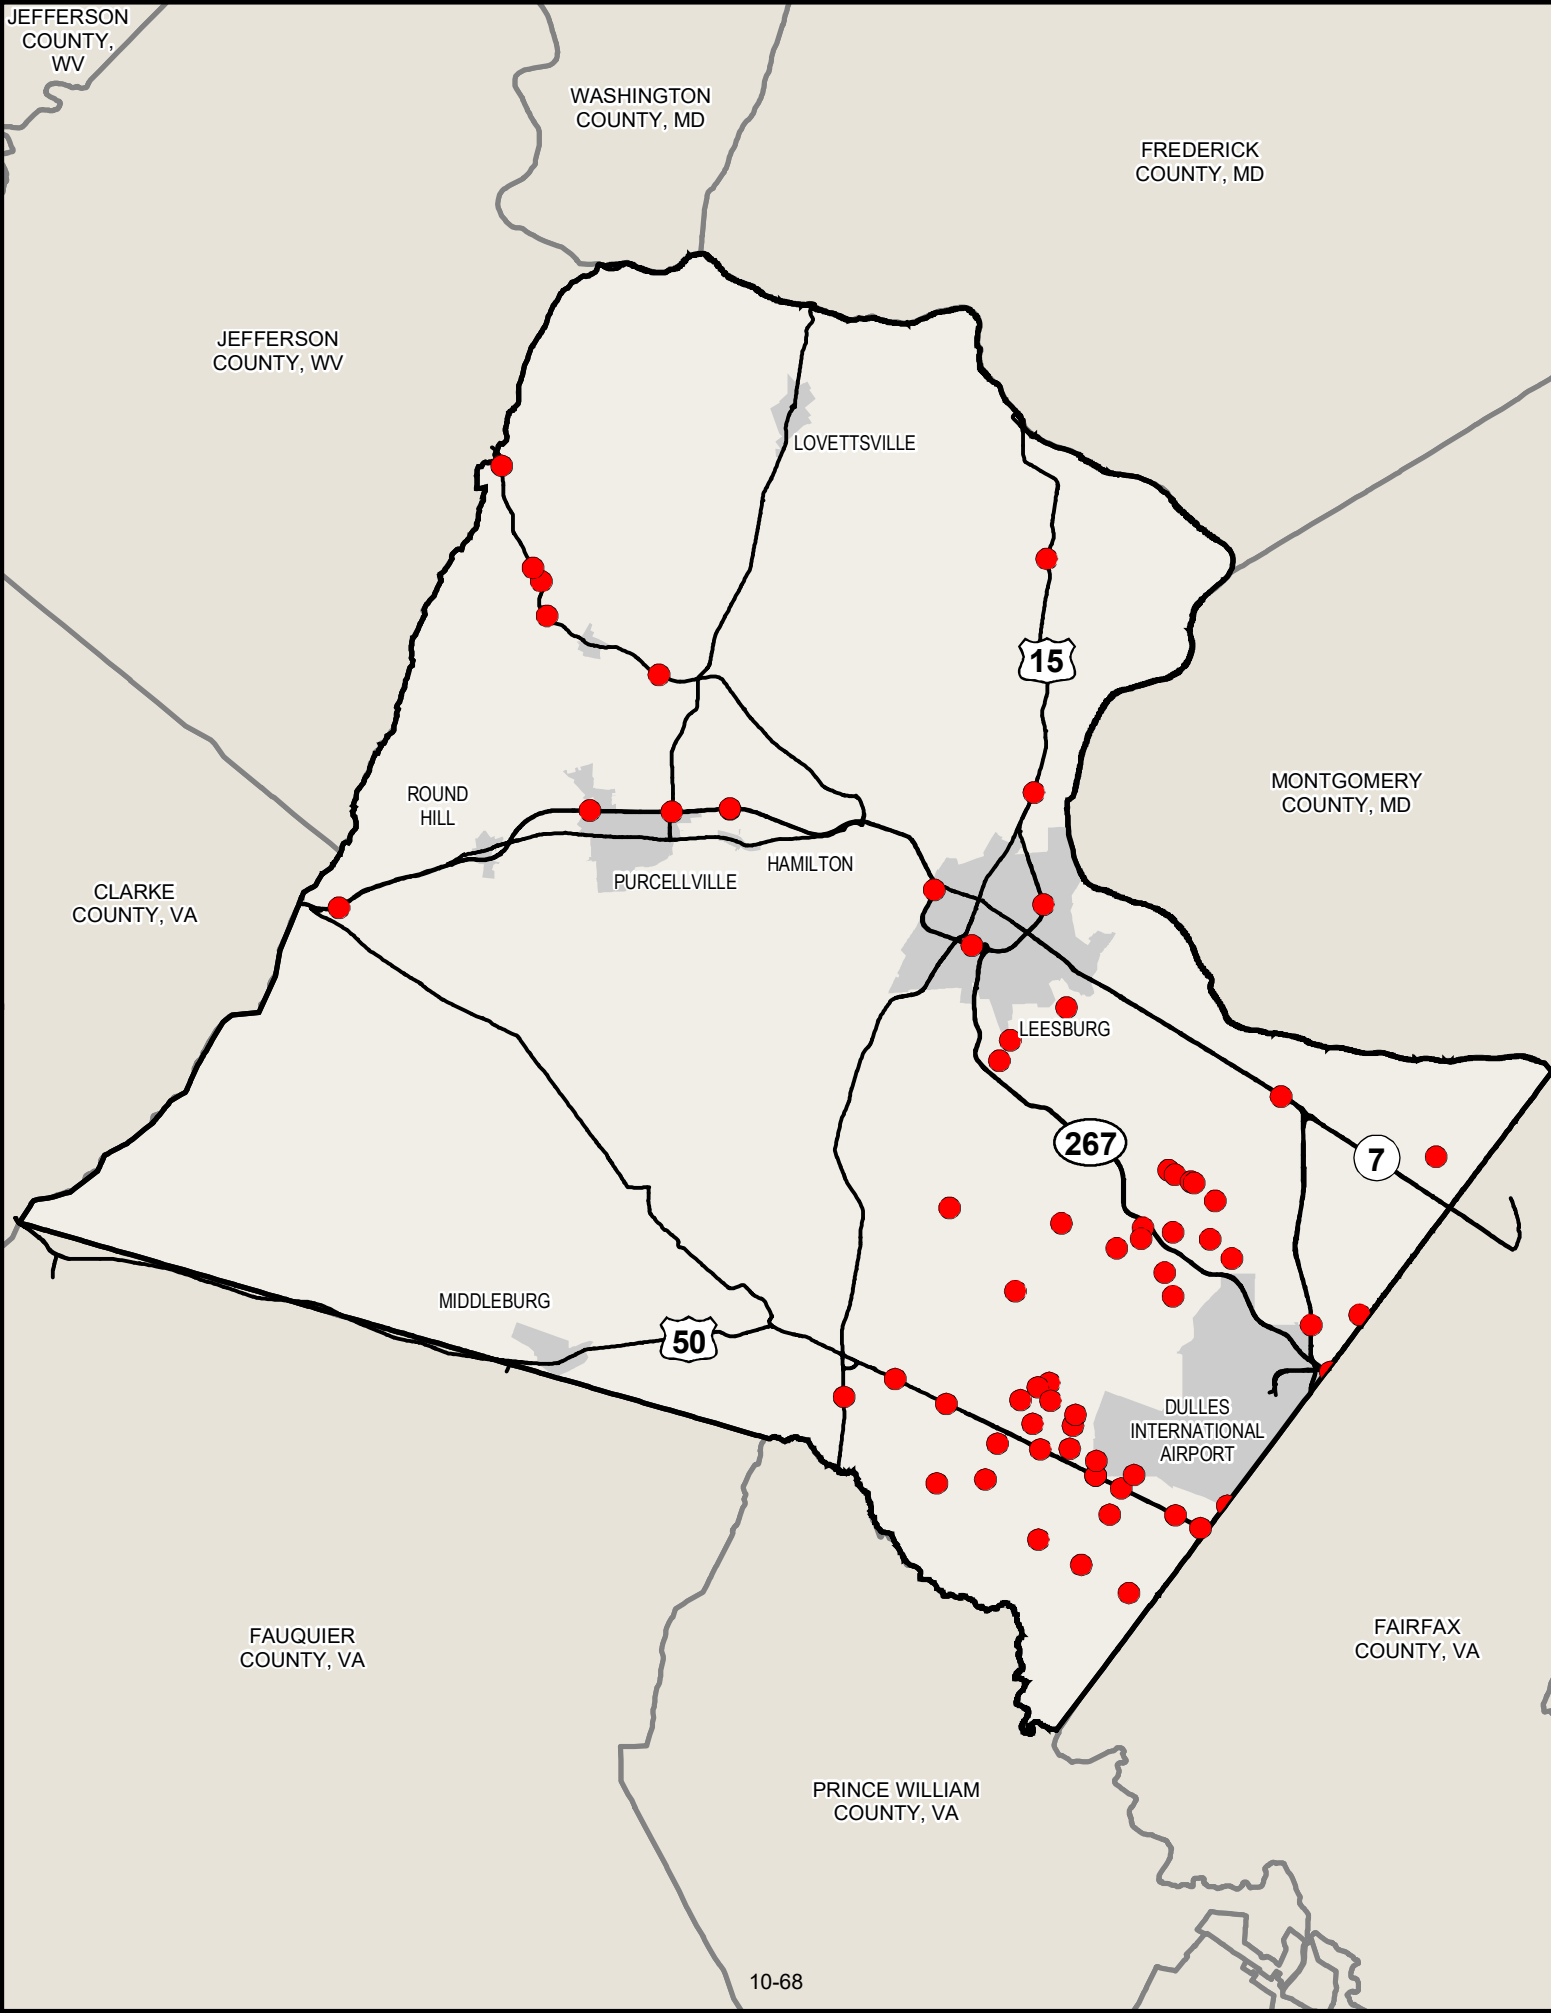 JEFFERSON
COUNTY,
WV
WASHINGTON
COUNTY, MD
FREDERICK
COUNTY, MD
JEFFERSON
COUNTY, WV
LOVETTSVILLE
15
MONTGOMERY
COUNTY, MD
ROUND
HILL
HAMILTON
PURCELLVILLE
CLARKE
COUNTY, VA
LEESBURG
267
7
MIDDLEBURG
50
DULLES
INTERNATIONAL
AIRPORT
FAUQUIER
COUNTY, VA
FAIRFAX
COUNTY, VA
PRINCE WILLIAM
COUNTY, VA
10-68